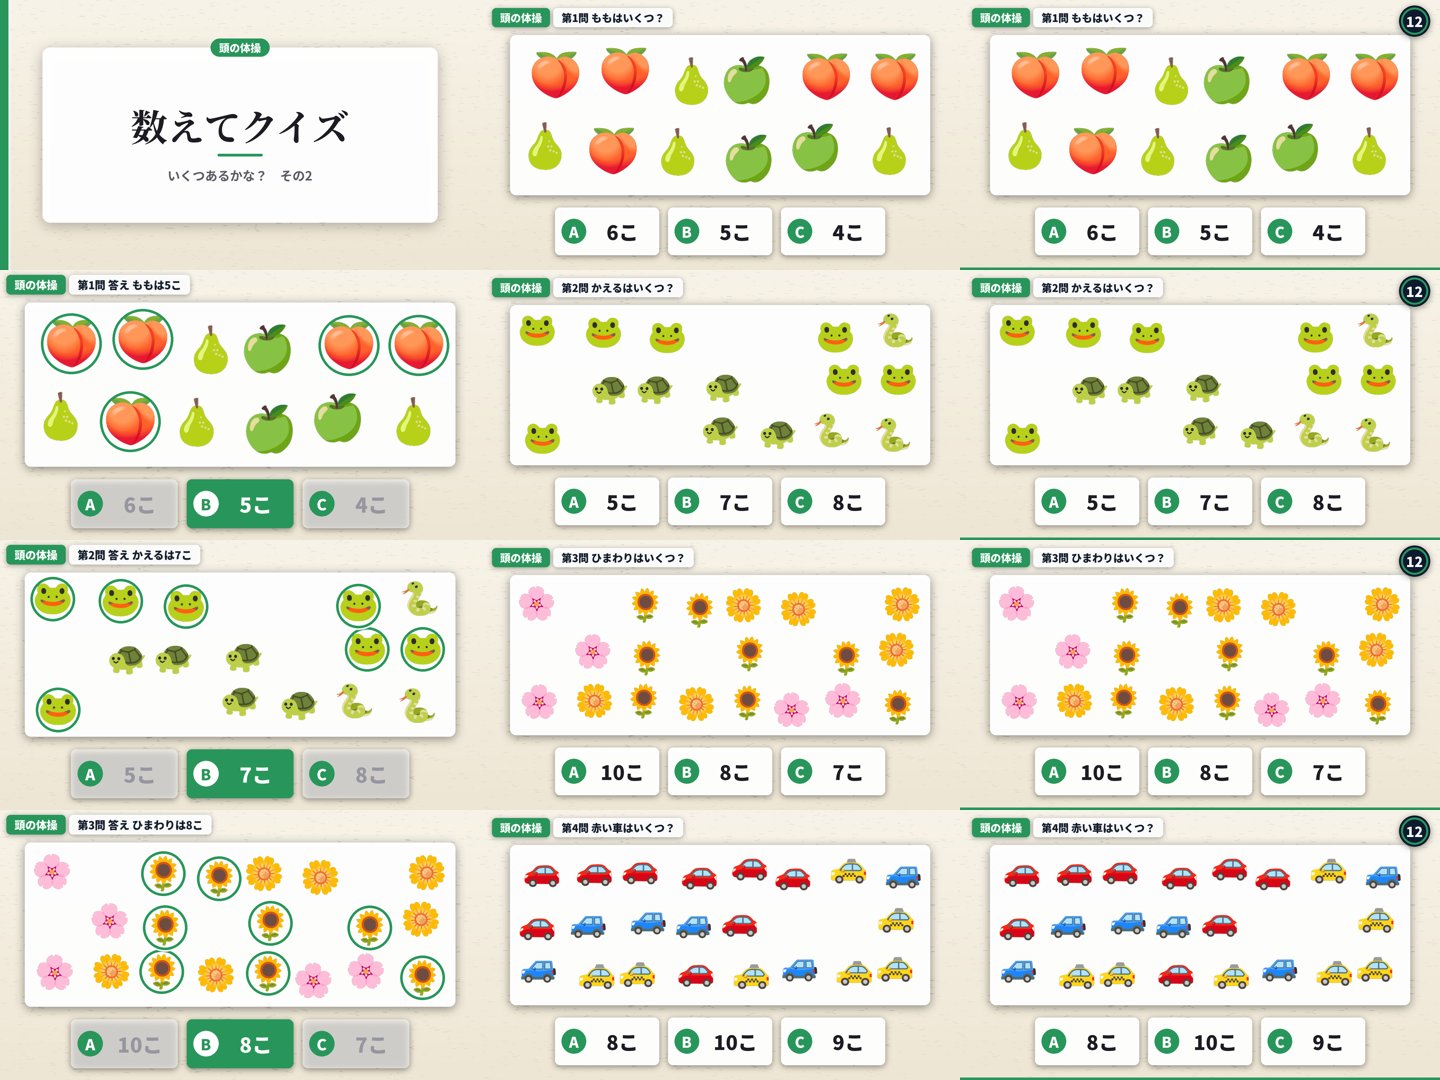 頭の体操
数えてクイズ
いくつあるかな？ その2
頭の体操 第1問 ももはいくつ？
A 6こ B 5こ C 4こ
頭の体操 第1問 ももはいくつ？ 12
A 6こ B 5こ C 4こ
頭の体操 第1問 答え ももは5こ
A 6こ B 5こ C 4こ
頭の体操 第2問 かえるはいくつ？
A 5こ B 7こ C 8こ
頭の体操 第2問 かえるはいくつ？ 12
A 5こ B 7こ C 8こ
頭の体操 第2問 答え かえるは7こ
A 5こ B 7こ C 8こ
頭の体操 第3問 ひまわりはいくつ？
A 10こ B 8こ C 7こ
頭の体操 第3問 ひまわりはいくつ？ 12
A 10こ B 8こ C 7こ
頭の体操 第3問 答え ひまわりは8こ
A 10こ B 8こ C 7こ
頭の体操 第4問 赤い車はいくつ？
A 8こ B 10こ C 9こ
頭の体操 第4問 赤い車はいくつ？ 12
A 8こ B 10こ C 9こ